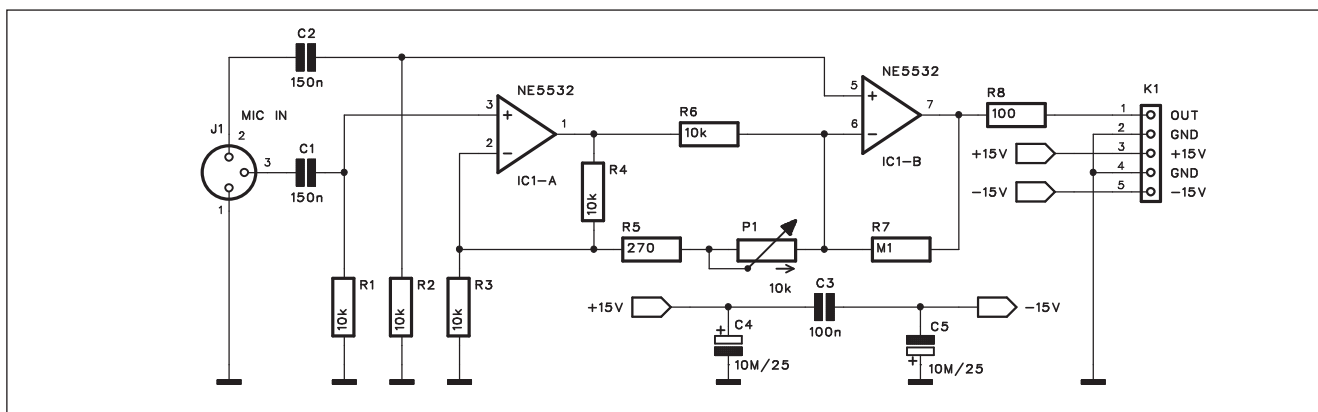 C2
150n
MIC IN
J1
2
3
1
C1
150n
R1
10k
R2
10k
R3
10k
NE5532
3
+
2
−
1
IC1-A
R4
10k
R6
10k
R5
270
P1
10k
R7
M1
NE5532
5
+
6
−
7
IC1-B
R8
100
K1
1
OUT
2
GND
+15V
3
+15V
4
GND
-15V
5
-15V
+15V
C3
100n
-15V
+
C4
10M/25
C5
+
10M/25